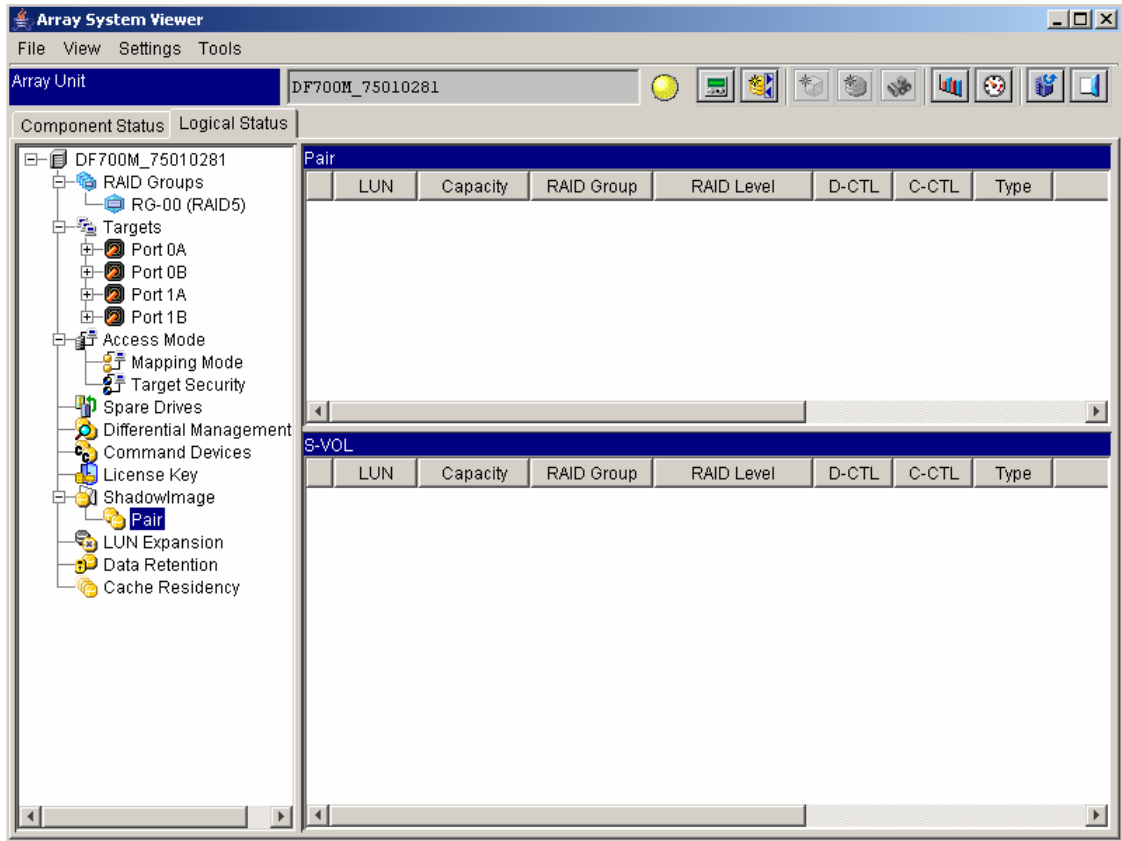 Array System Viewer
File View Settings Tools
Array Unit DF700M_75010281
Component Status Logical Status
DF700M_75010281
RAID Groups
RG-00 (RAID5)
Targets
Port 0A
Port 0B
Port 1A
Port 1B
Access Mode
Mapping Mode
Target Security
Spare Drives
Differential Management
Command Devices
License Key
ShadowImage
Pair
LUN Expansion
Data Retention
Cache Residency
Pair
LUN Capacity RAID Group RAID Level D-CTL C-CTL Type
S-VOL
LUN Capacity RAID Group RAID Level D-CTL C-CTL Type